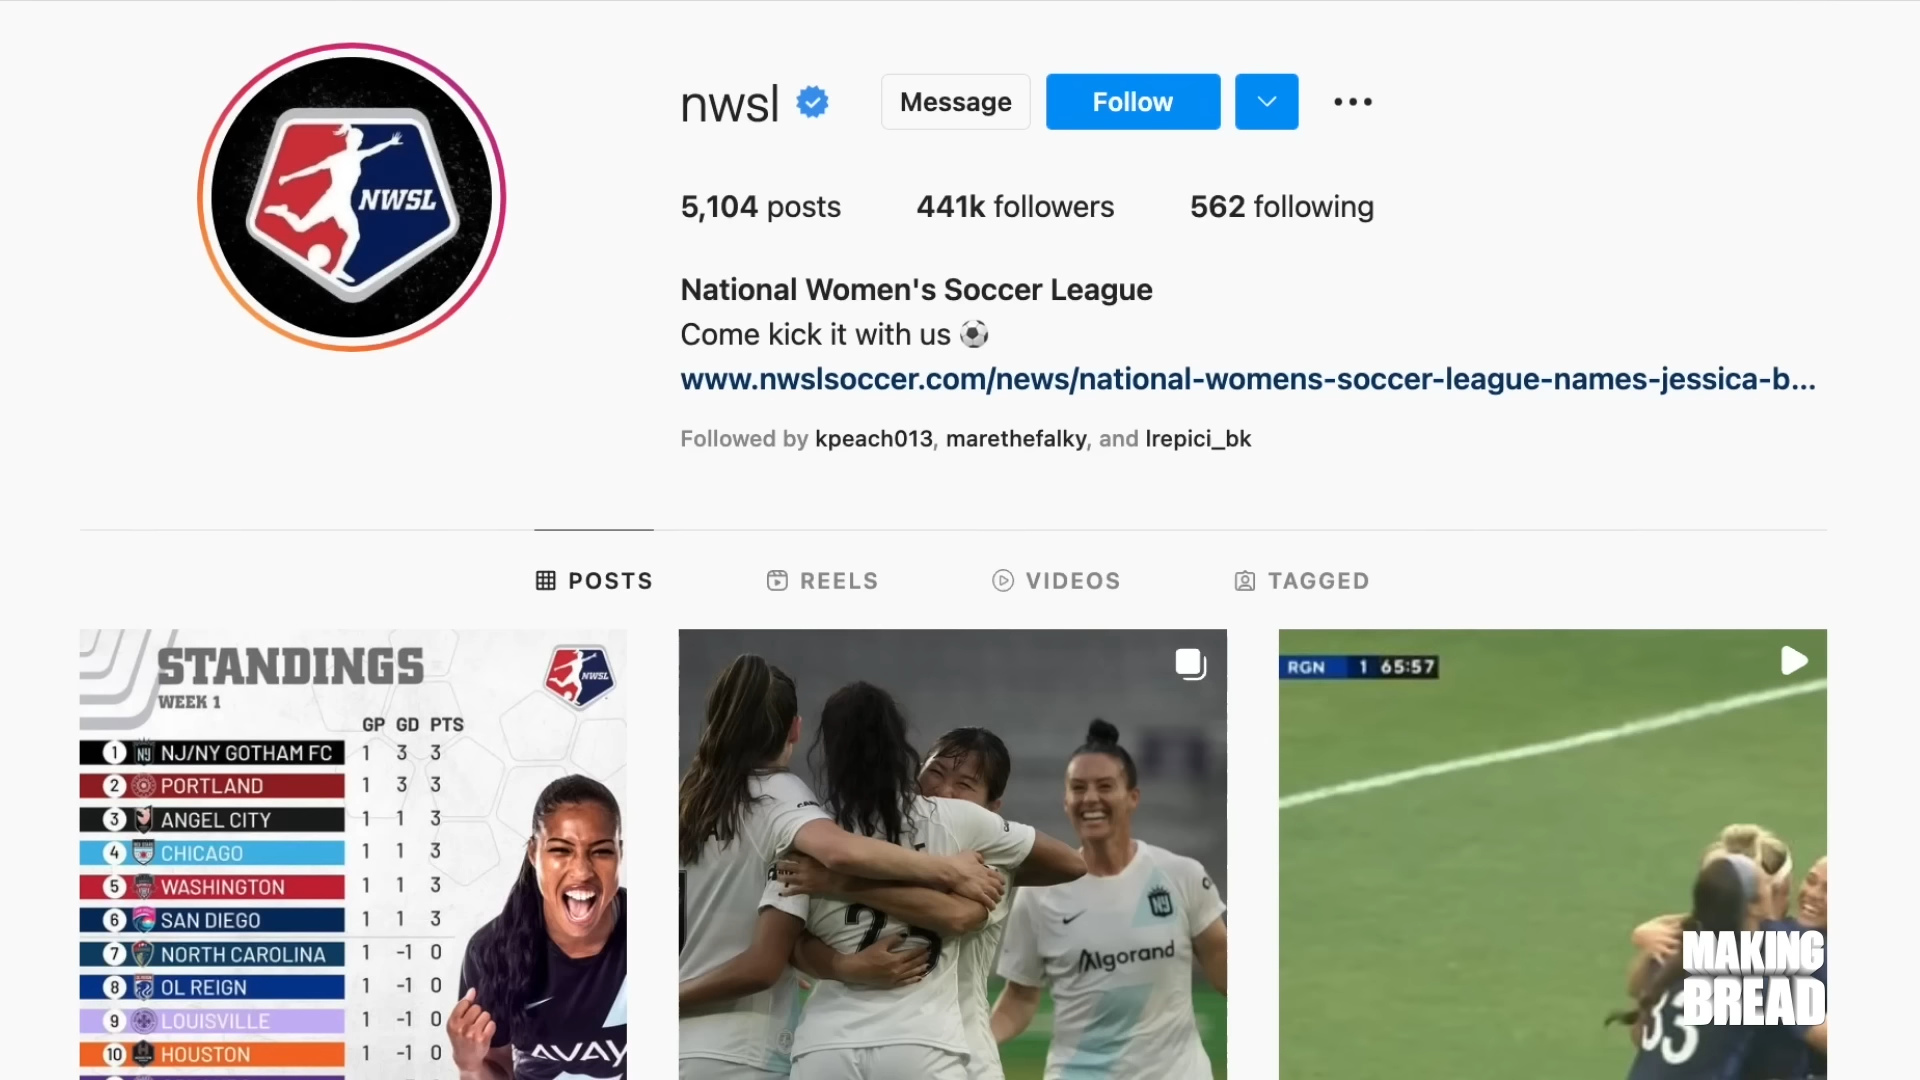 nwsl
Message
Follow
5,104 posts
441k followers
562 following
NWSL
National Women's Soccer League
Come kick it with us ⚽
www.nwslsoccer.com/news/national-womens-soccer-league-names-jessica-b...
Followed by kpeach013, marethefalky, and lrepici_bk
POSTS
REELS
VIDEOS
TAGGED
STANDINGS
WEEK 1
NWSL
GP GD PTS
1 NY NJ/NY GOTHAM FC 1 3 3
2 PORTLAND 1 3 3
3 ANGEL CITY 1 1 3
4 CHICAGO 1 1 3
5 WASHINGTON 1 1 3
6 SAN DIEGO 1 1 3
7 NORTH CAROLINA 1 -1 0
8 OL REIGN 1 -1 0
9 LOUISVILLE 1 -1 0
10 HOUSTON 1 -1 0
AVAY
NY
Algorand
RGN 1 65:57
33
MAKING
BREAD